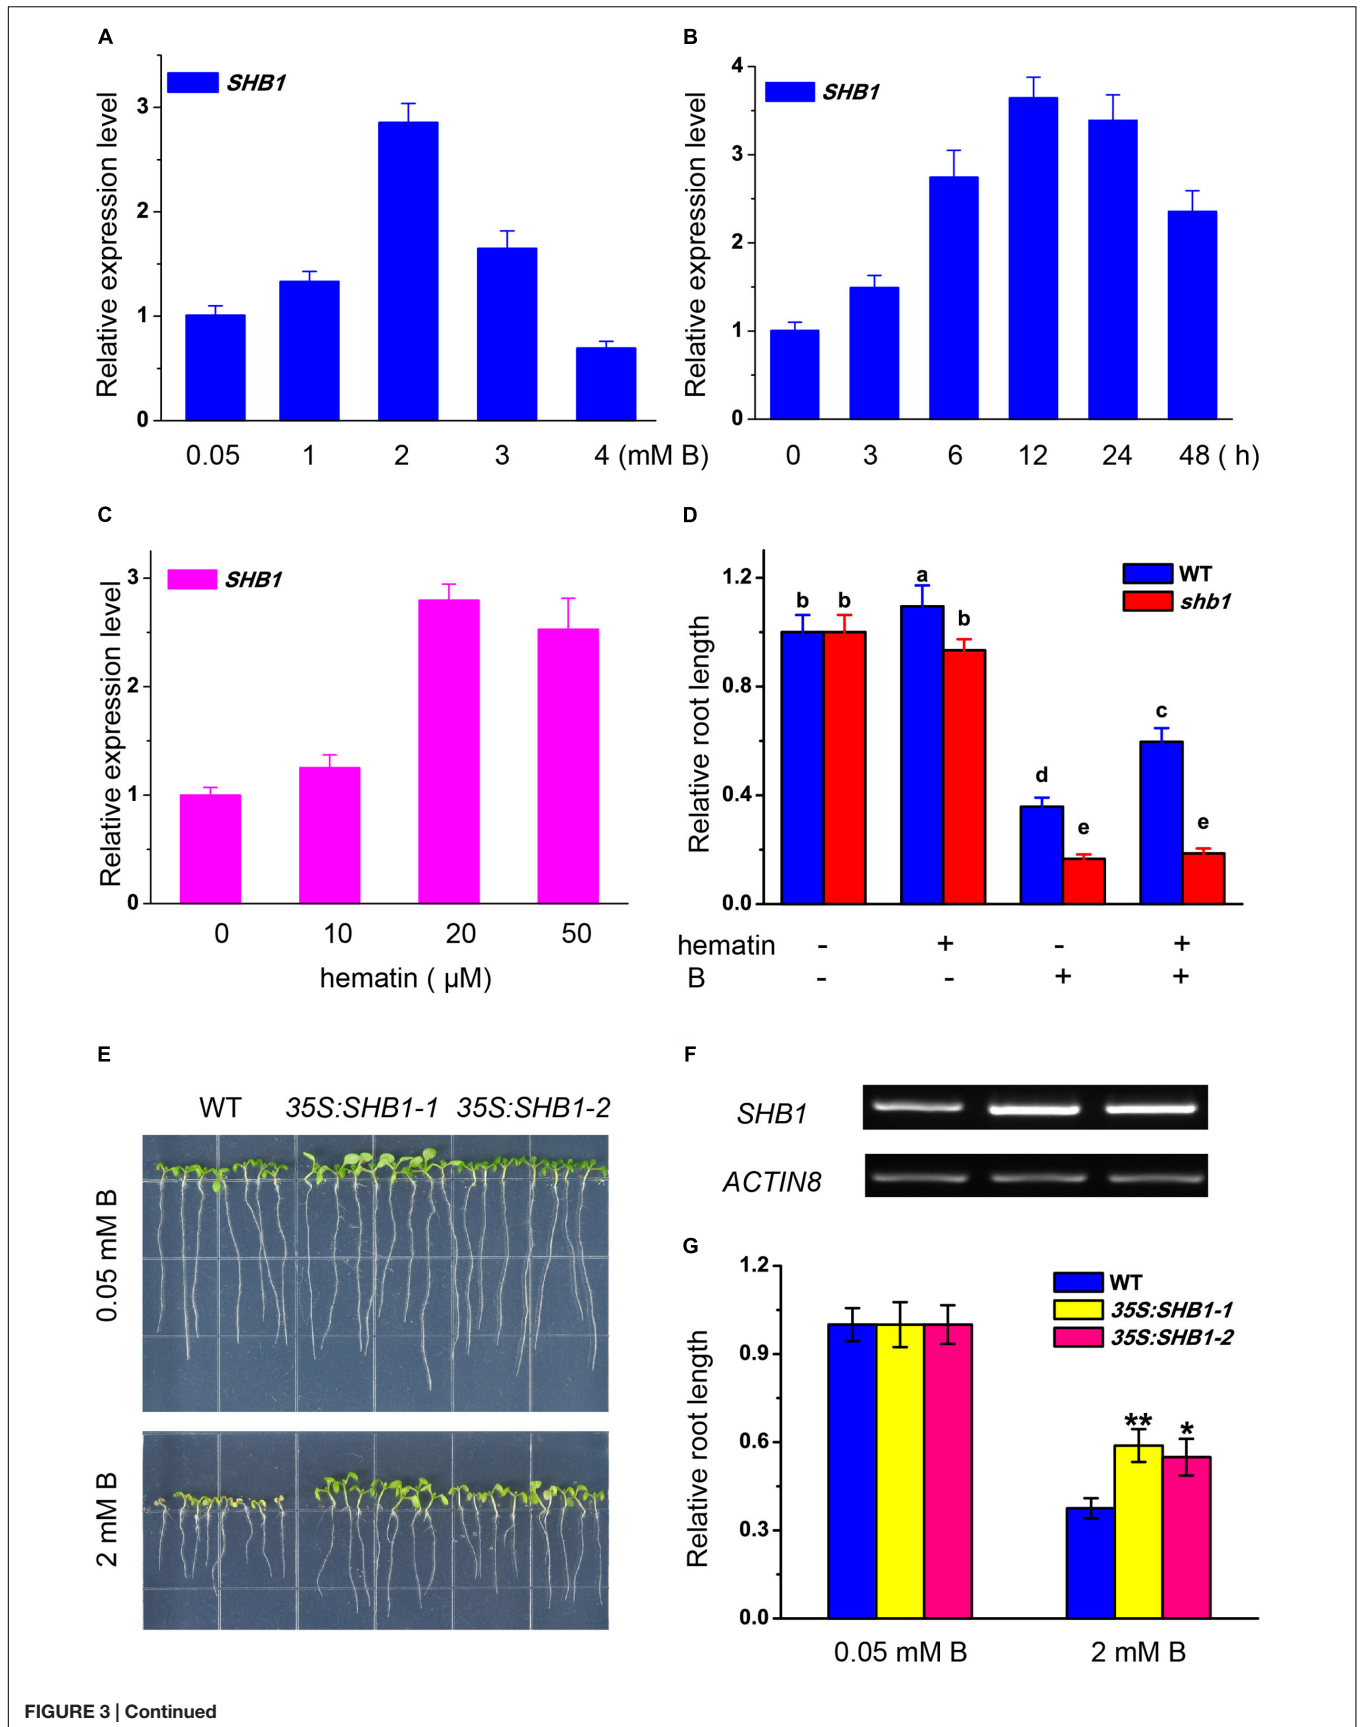 A
Relative expression level
SHB1
3
2
1
0
0.05 1 2 3 4 (mM B)
B
Relative expression level
SHB1
4
3
2
1
0
0 3 6 12 24 48 ( h)
C
Relative expression level
SHB1
3
2
1
0
0 10 20 50
hematin ( µM)
D
Relative root length
WT
shb1
1.2
0.8
0.4
0.0
b b a b d e c e
hematin - + - +
B - - + +
E
WT 35S:SHB1-1 35S:SHB1-2
0.05 mM B
2 mM B
F
SHB1
ACTIN8
G
Relative root length
WT
35S:SHB1-1
35S:SHB1-2
1.2
0.9
0.6
0.3
0.0
** *
0.05 mM B 2 mM B
FIGURE 3 | Continued